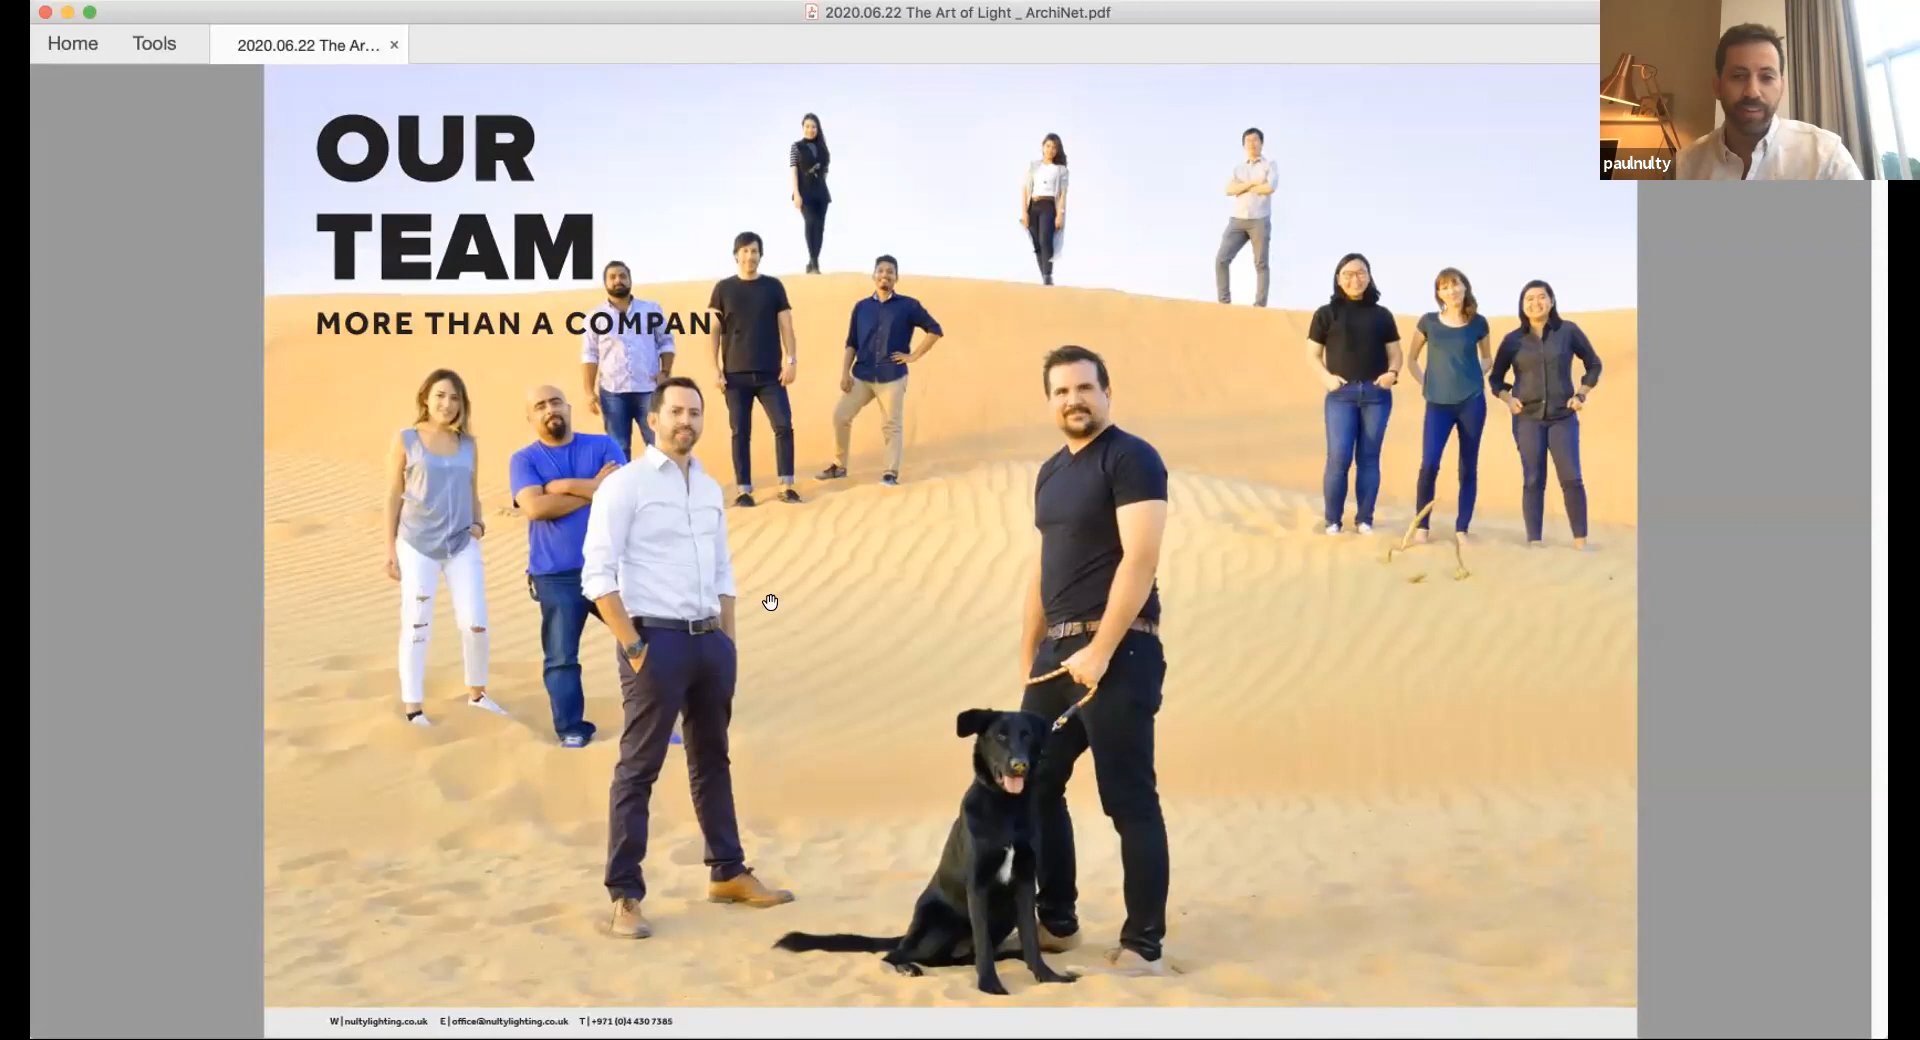 2020.06.22 The Art of Light _ ArchiNet.pdf
Home
Tools
2020.06.22 The Ar... ×
paulnulty
OUR
TEAM
MORE THAN A COMPANY
W | nultylighting.co.uk E | office@nultylighting.co.uk T | +971 (0)4 430 7385